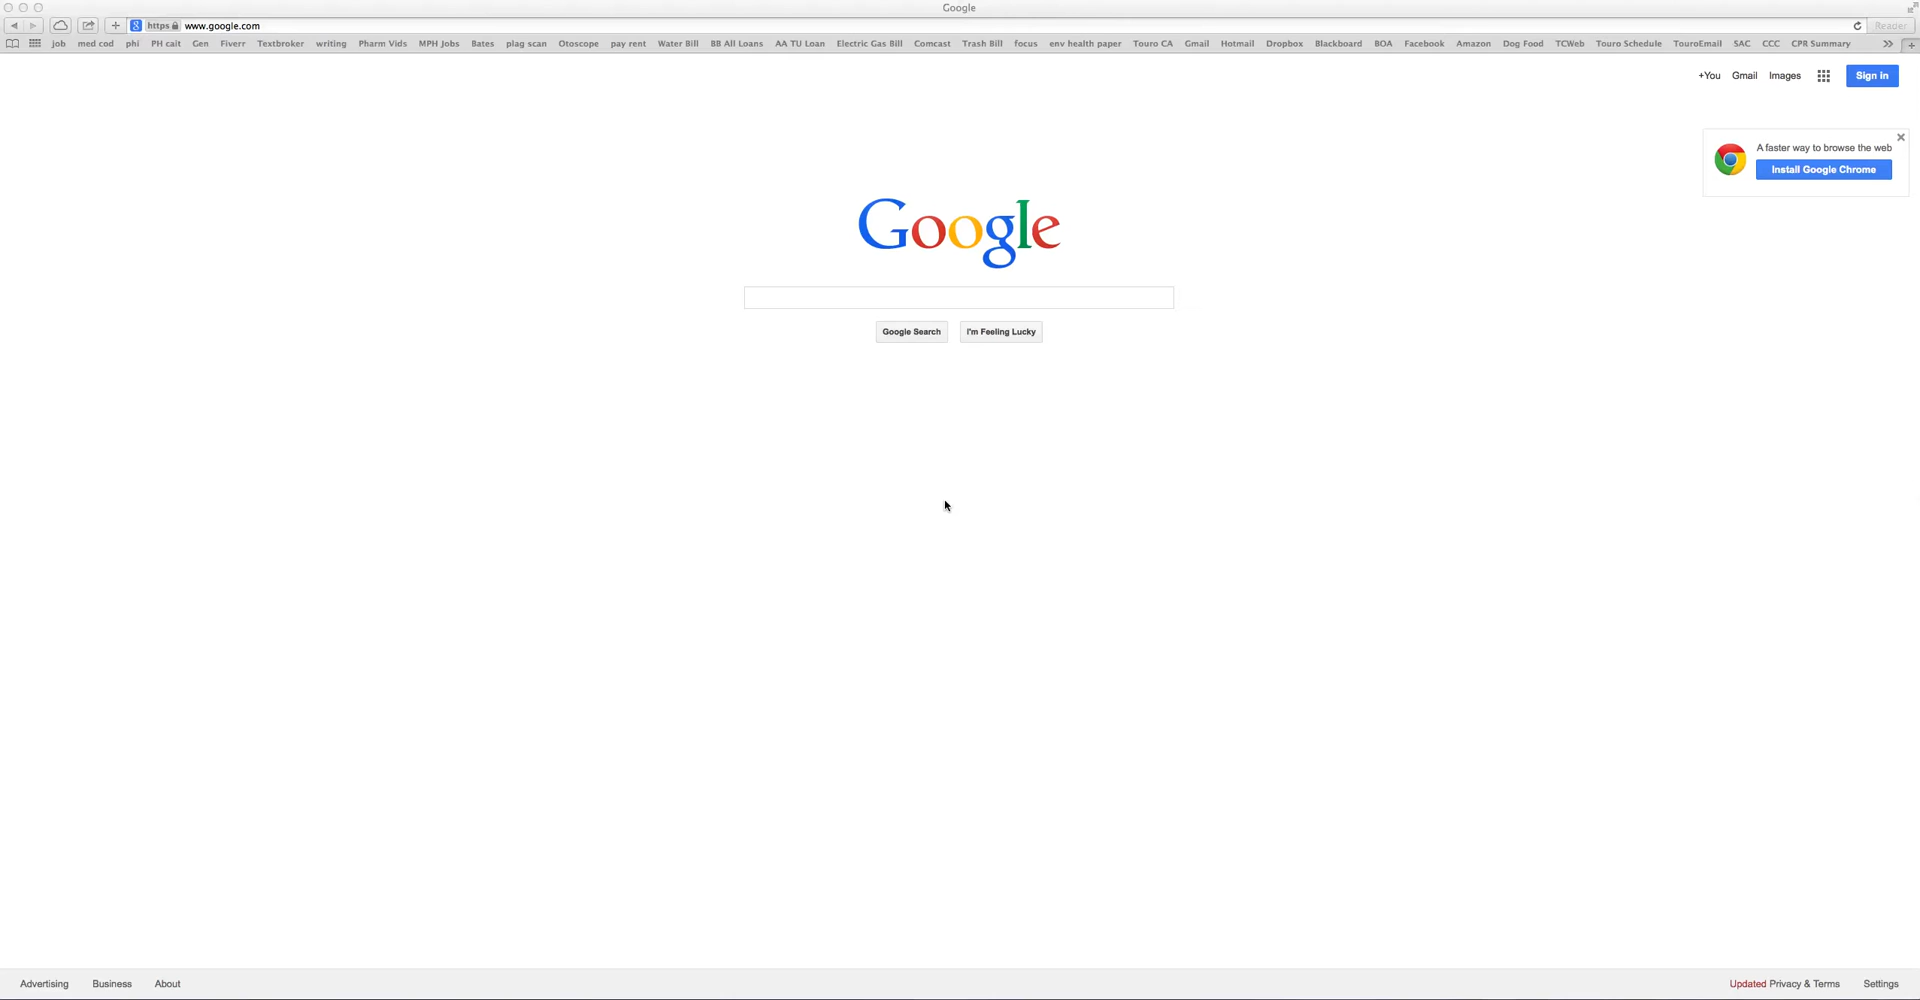 Google
https www.google.com Reader
job med cod phi PH cait Gen Fiverr Textbroker writing Pharm Vids MPH Jobs Bates plag scan Otoscope pay rent Water Bill BB All Loans AA TU Loan Electric Gas Bill Comcast Trash Bill focus env health paper Touro CA Gmail Hotmail Dropbox Blackboard BOA Facebook Amazon Dog Food TCWeb Touro Schedule TouroEmail SAC CCC CPR Summary
+You Gmail Images Sign in
A faster way to browse the web
Install Google Chrome
Google
Google Search I'm Feeling Lucky
Advertising Business About Updated Privacy & Terms Settings